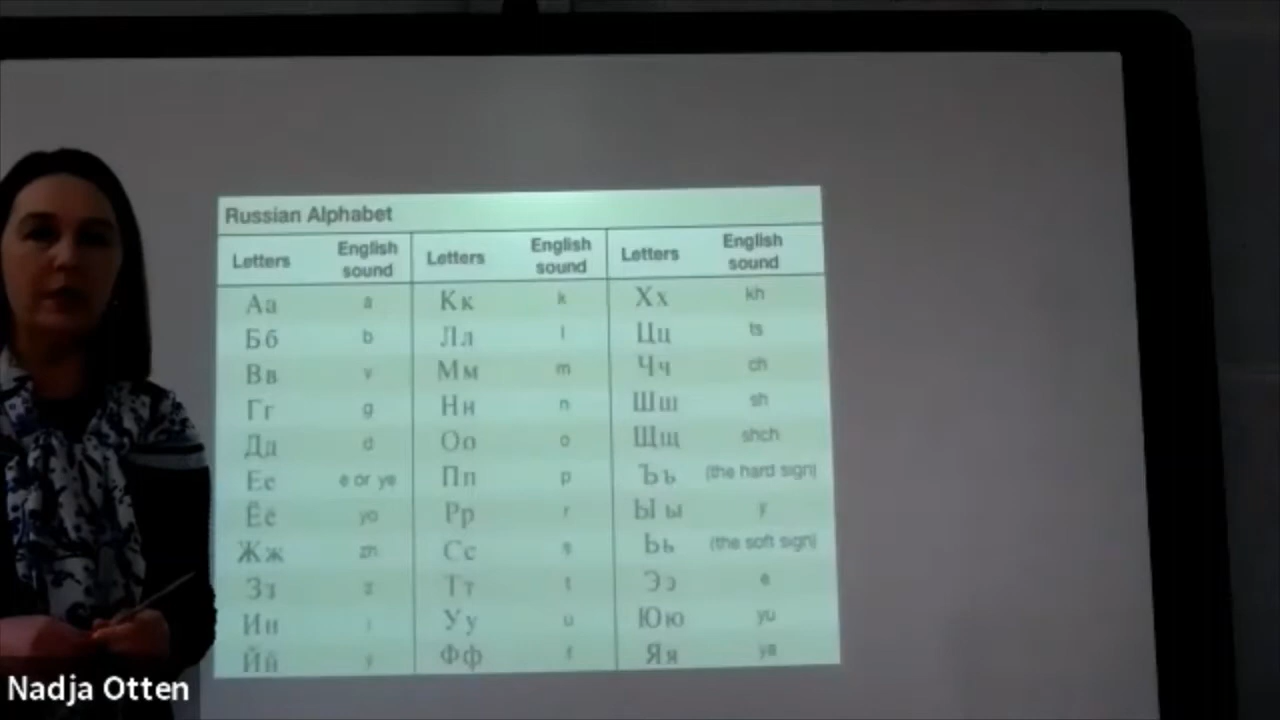 Russian Alphabet
Letters English sound Letters English sound Letters English sound
Аа a Кк k Хх kh
Бб b Лл l Цц ts
Вв v Мм m Чч ch
Гг g Нн n Шш sh
Дд d Оо o Щщ shch
Ее e or ye Пп p Ъъ (the hard sign)
Ёё yo Рр r Ы ы y
Жж zh Сс s Ьь (the soft sign)
Зз z Тт t Ээ e
Ии i Уу u Юю yu
Йй y Фф f Яя ya
Nadja Otten